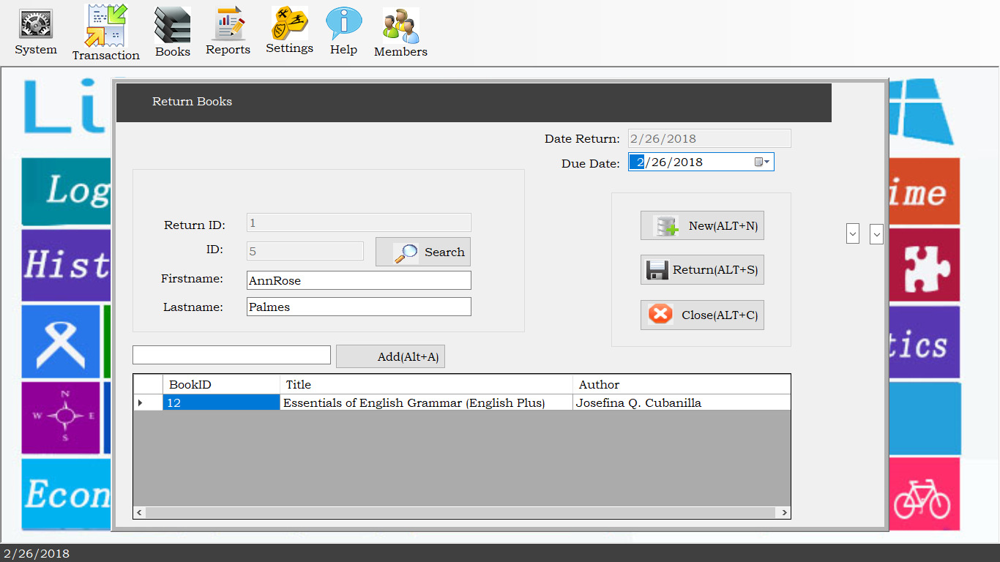 System Transaction Books Reports Settings Help Members
Li
Return Books
Date Return: 2/26/2018
Due Date: 2/26/2018
Log
ime
Return ID: 1
New(ALT+N)
ID: 5 Search
Hist
Return(ALT+S)
Firstname: AnnRose
Lastname: Palmes
Close(ALT+C)
tics
Add(Alt+A)
BookID Title Author
12 Essentials of English Grammar (English Plus) Josefina Q. Cubanilla
N
W E
S
Econ
2/26/2018